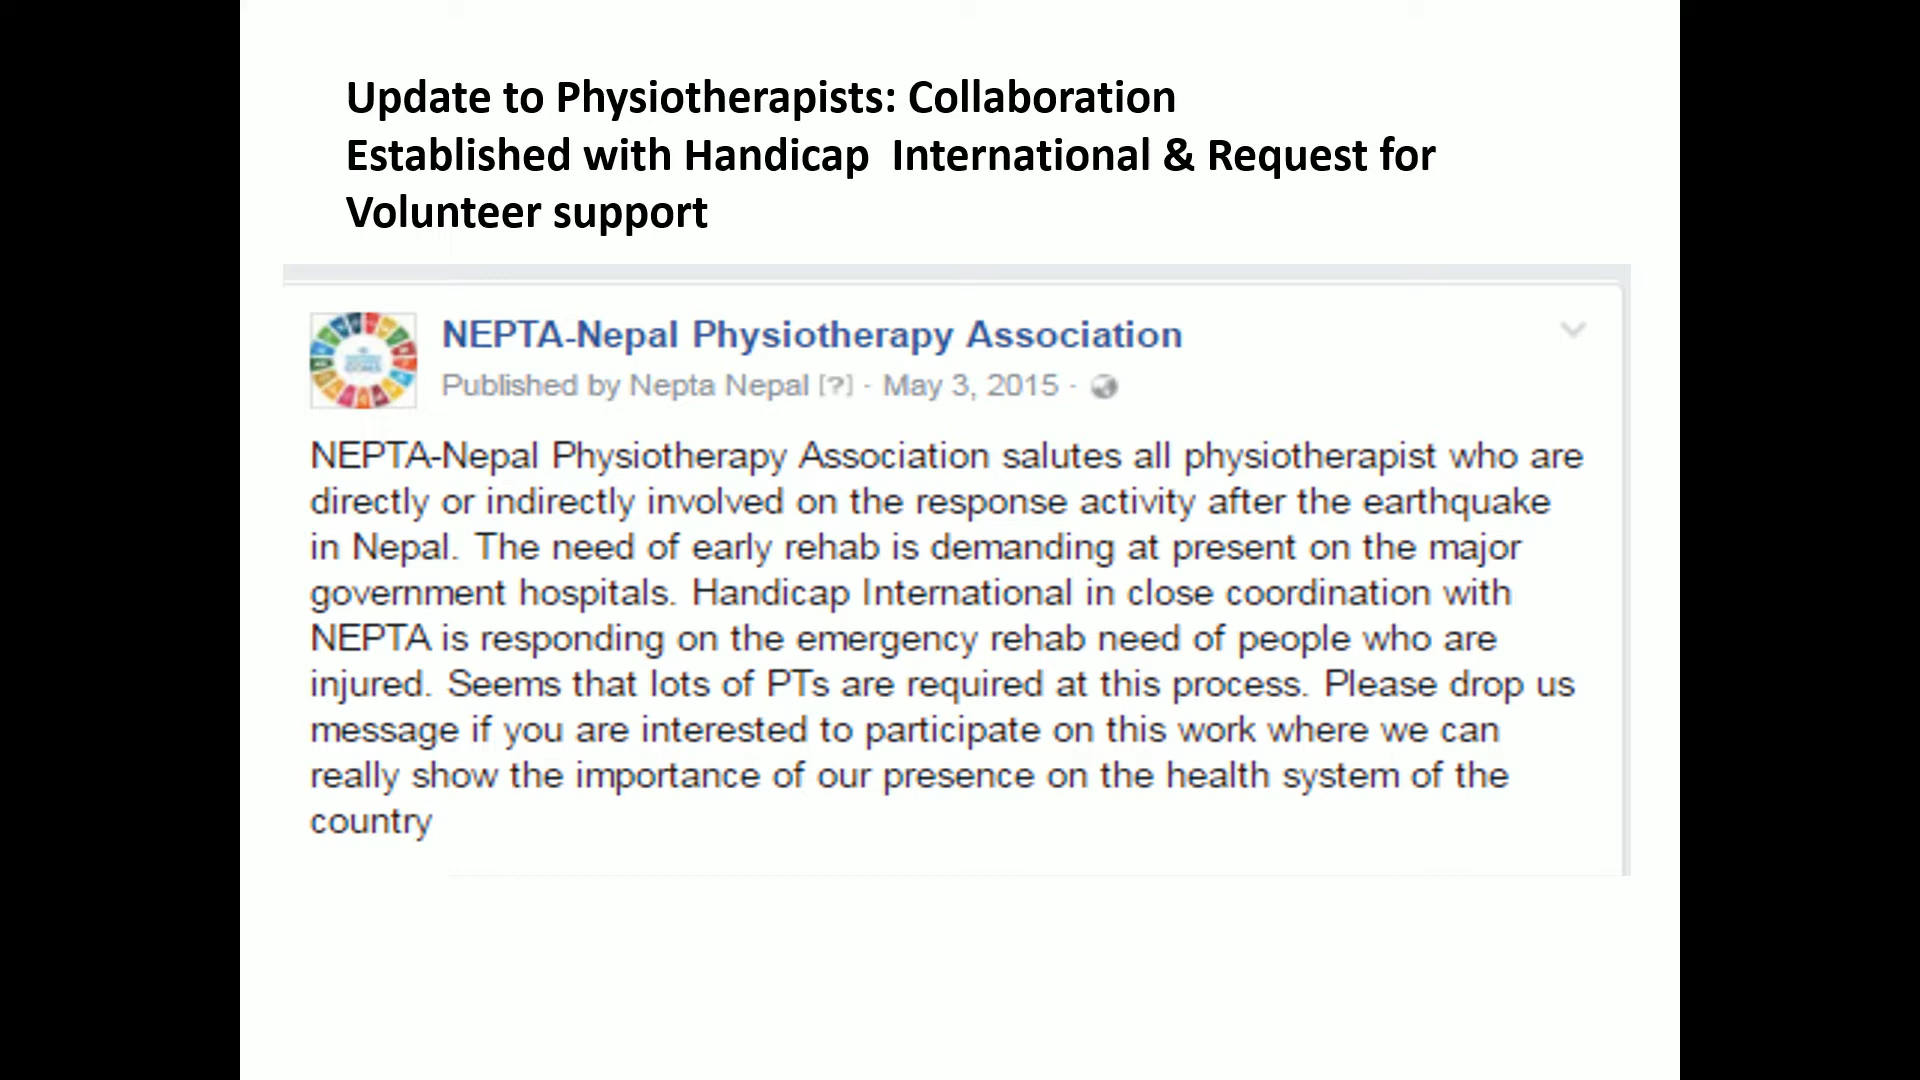 Update to Physiotherapists: Collaboration
Established with Handicap International & Request for
Volunteer support
NEPTA-Nepal Physiotherapy Association
Published by Nepta Nepal [?] · May 3, 2015 ·
NEPTA-Nepal Physiotherapy Association salutes all physiotherapist who are
directly or indirectly involved on the response activity after the earthquake
in Nepal. The need of early rehab is demanding at present on the major
government hospitals. Handicap International in close coordination with
NEPTA is responding on the emergency rehab need of people who are
injured. Seems that lots of PTs are required at this process. Please drop us
message if you are interested to participate on this work where we can
really show the importance of our presence on the health system of the
country